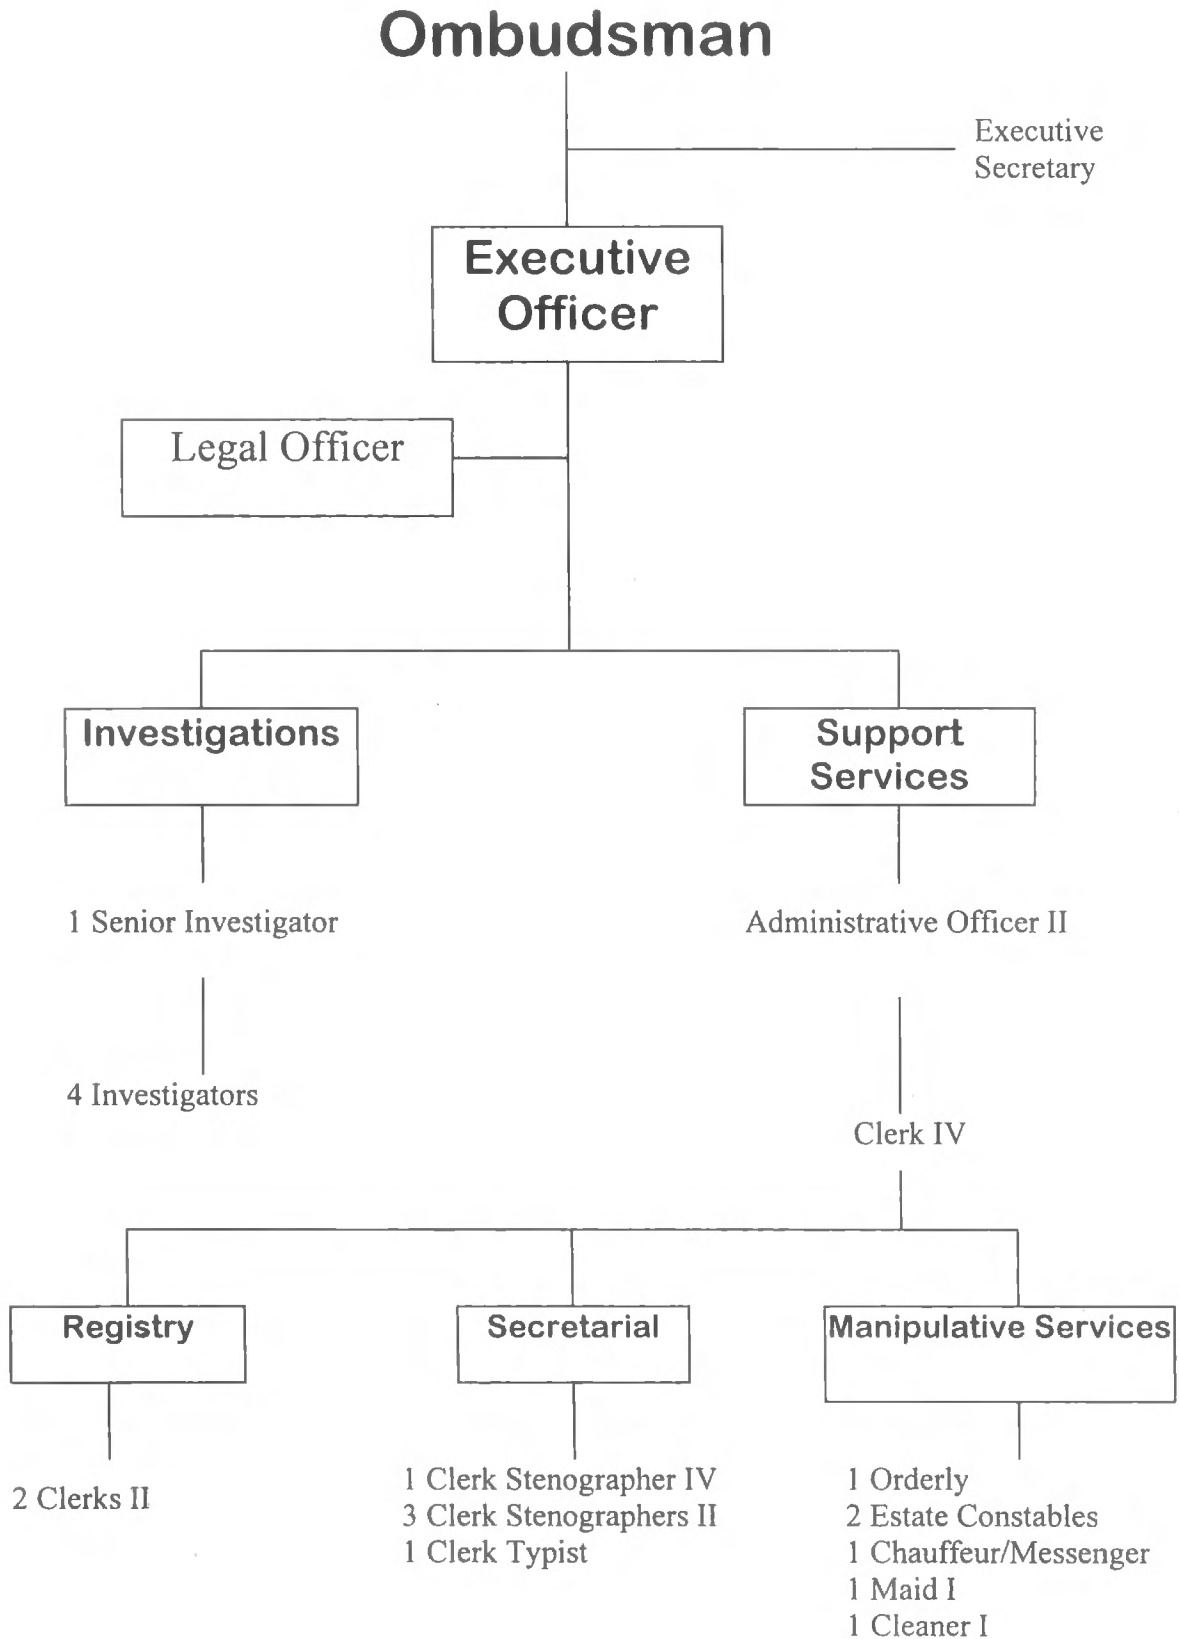 Ombudsman
Executive
Secretary
Executive
Officer
Legal Officer
Investigations
Support
Services
1 Senior Investigator
Administrative Officer II
4 Investigators
Clerk IV
Registry
Secretarial
Manipulative Services
2 Clerks II
1 Clerk Stenographer IV
3 Clerk Stenographers II
1 Clerk Typist
1 Orderly
2 Estate Constables
1 Chauffeur/Messenger
1 Maid I
1 Cleaner I